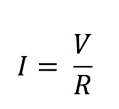 I = V/R